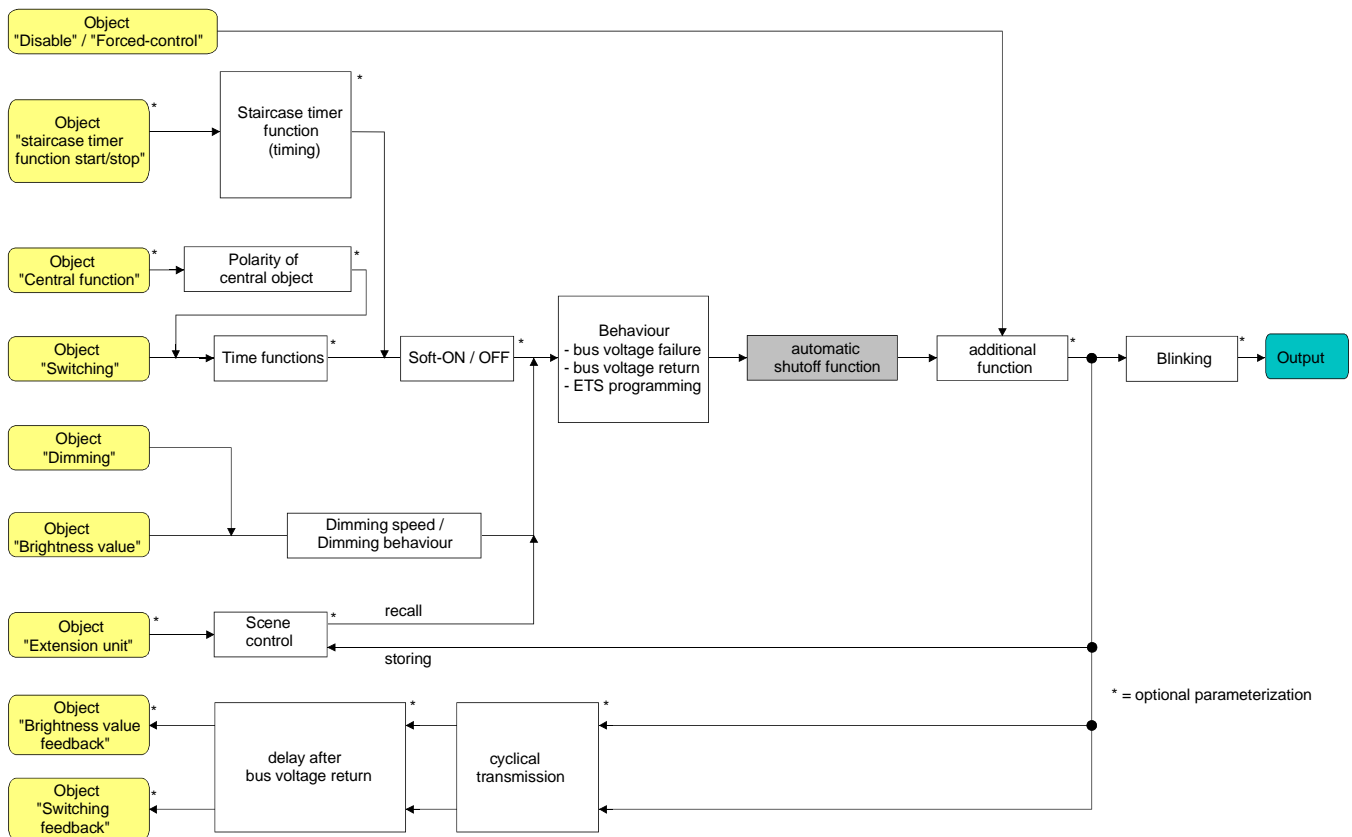 Object
"Disable" / "Forced-control"
*
Staircase timer
function
(timing)
*
Object
"staircase timer
function start/stop"
*
Object
"Central function"
*
Polarity of
central object
*
Object
"Switching"
Time functions
*
Soft-ON / OFF
*
Behaviour
- bus voltage failure
- bus voltage return
- ETS programming
automatic
shutoff function
additional
function
*
Blinking
*
Output
Object
"Dimming"
Object
"Brightness value"
Dimming speed /
Dimming behaviour
Object
"Extension unit"
*
Scene
control
*
recall
storing
* = optional parameterization
Object
"Brightness value
feedback"
*
delay after
bus voltage return
*
cyclical
transmission
*
Object
"Switching
feedback"
*